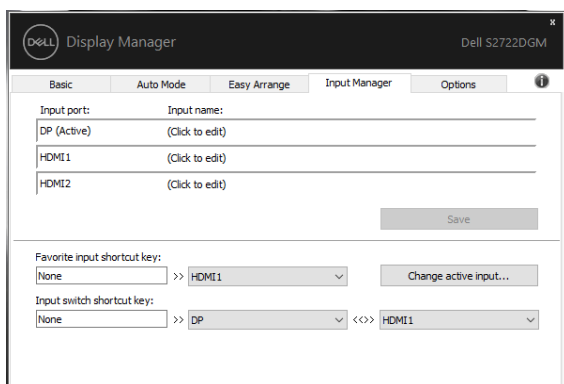 DELL Display Manager Dell S2722DGM
x
Basic Auto Mode Easy Arrange Input Manager Options i
Input port: Input name:
DP (Active) (Click to edit)
HDMI1 (Click to edit)
HDMI2 (Click to edit)
Save
Favorite input shortcut key:
None >> HDMI1 Change active input...
Input switch shortcut key:
None >> DP <<>> HDMI1